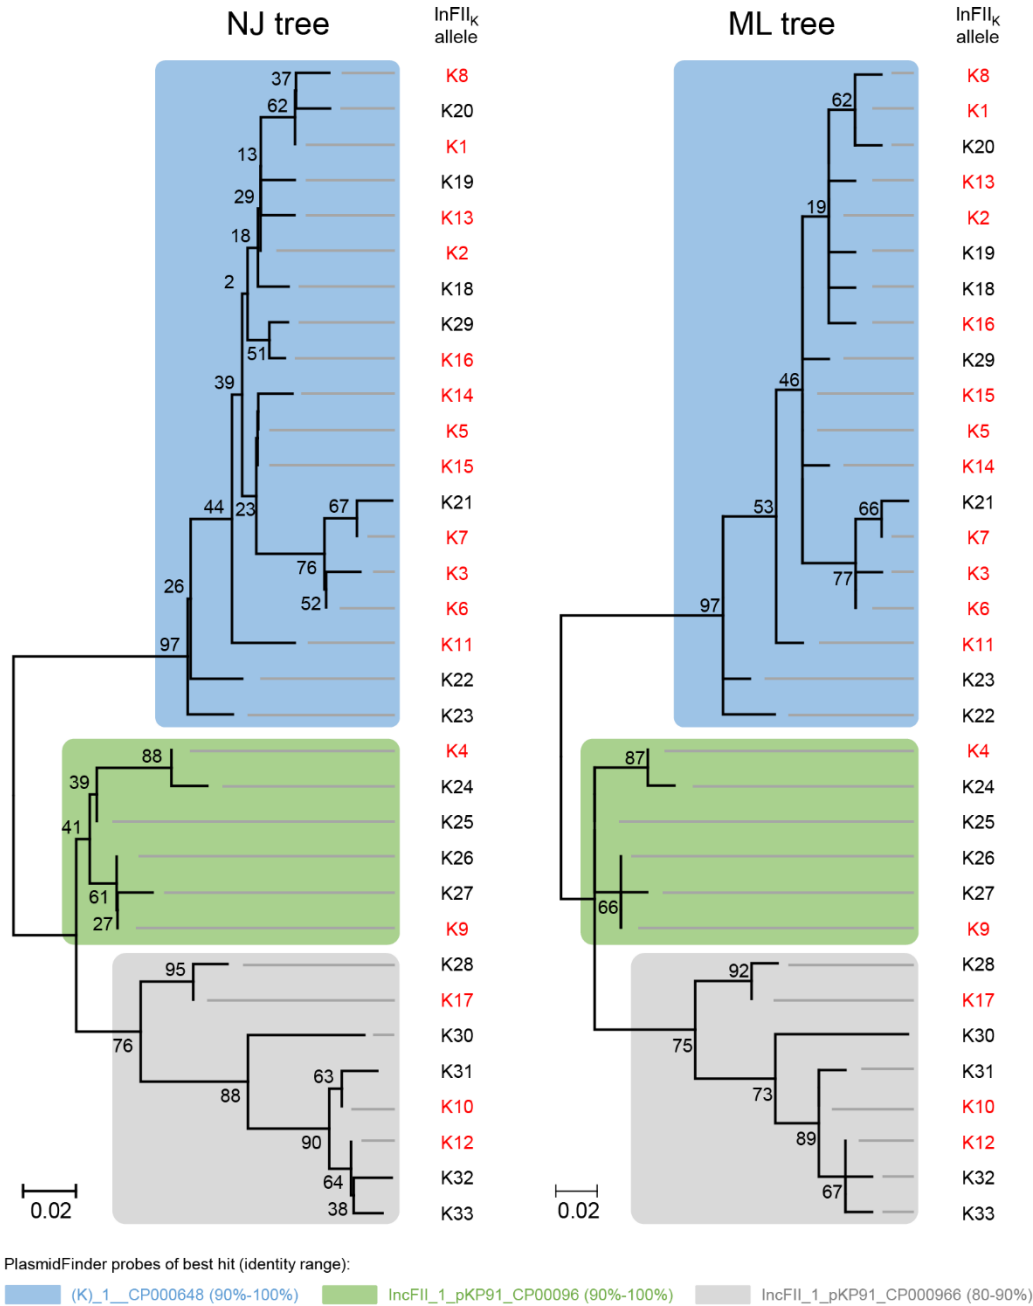 NJ tree
InFIIK
allele
ML tree
InFIIK
allele
37 K8 K8
62 K20 62 K1
K1 K20
13 K19 K13
29 K13 19 K2
18 K2 K19
2 K18 K18
K29 K16
51 K16 K29
39 K14 46 K15
K5 K5
K15 K14
44 23 67 K21 53 66 K21
K7 K7
76 K3 77 K3
26 52 K6 97 K6
97 K11 K11
K22 K23
K23 K22
88 K4 87 K4
39 K24 K24
41 K25 K25
K26 K26
61 K27 66 K27
27 K9 K9
95 K28 92 K28
K17 K17
76 K30 75 K30
88 63 K31 73 K31
K10 K10
90 K12 89 K12
64 K32 67 K32
38 K33 K33
0.02 0.02
PlasmidFinder probes of best hit (identity range):
(K)_1__CP000648 (90%-100%) IncFII_1_pKP91_CP00096 (90%-100%) IncFII_1_pKP91_CP000966 (80-90%)